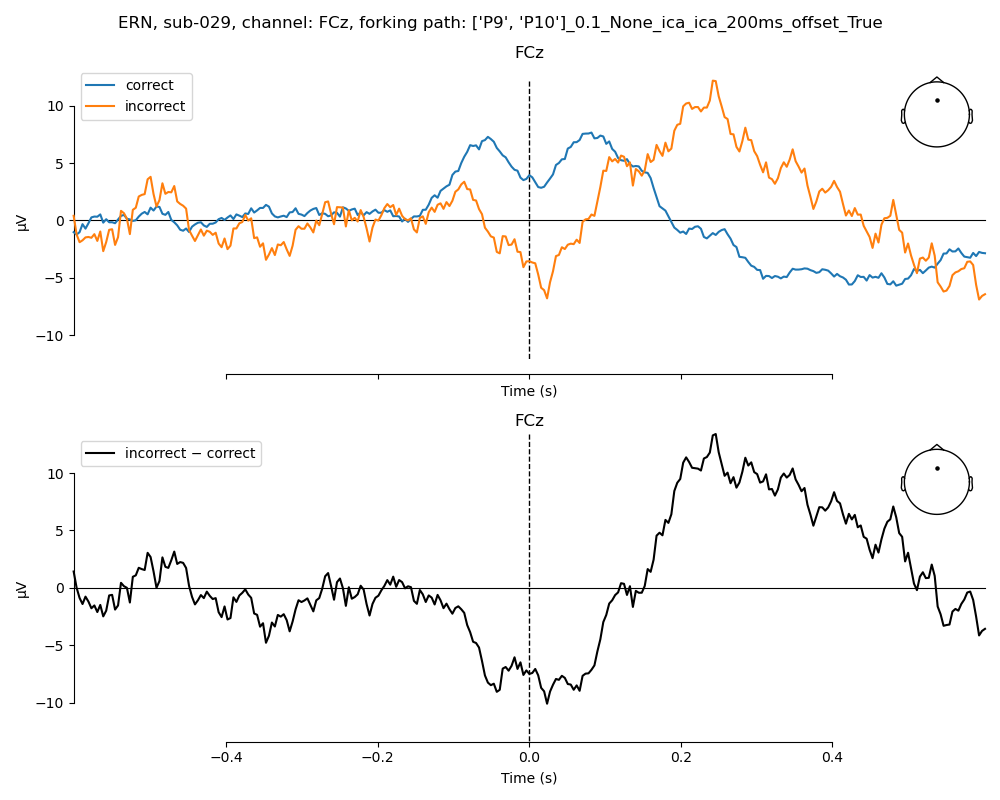 ERN, sub-029, channel: FCz, forking path: ['P9', 'P10']_0.1_None_ica_ica_200ms_offset_True
FCz
correct
incorrect
10
5
0
−5
−10
µV
Time (s)
FCz
incorrect − correct
10
5
0
−5
−10
µV
−0.4
−0.2
0.0
0.2
0.4
Time (s)